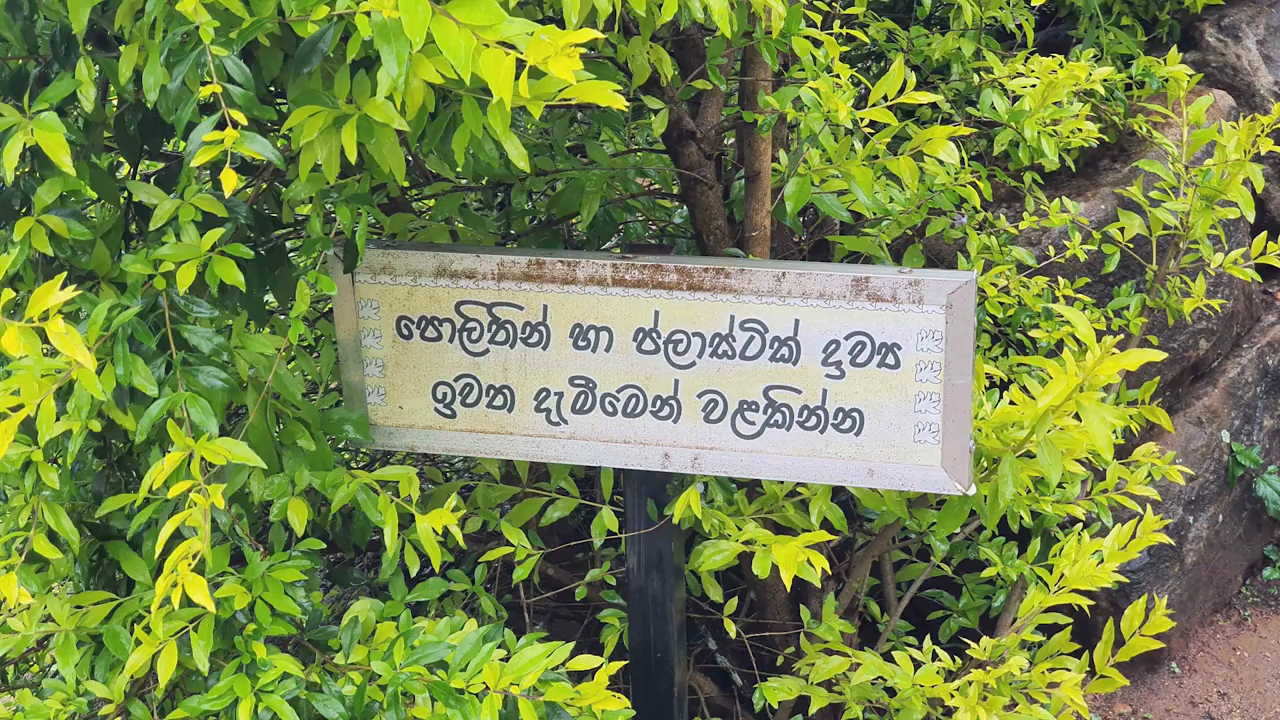 පොලිතින් හා ප්ලාස්ටික් ද්‍රව්‍ය
ඉවත දැමීමෙන් වළකින්න